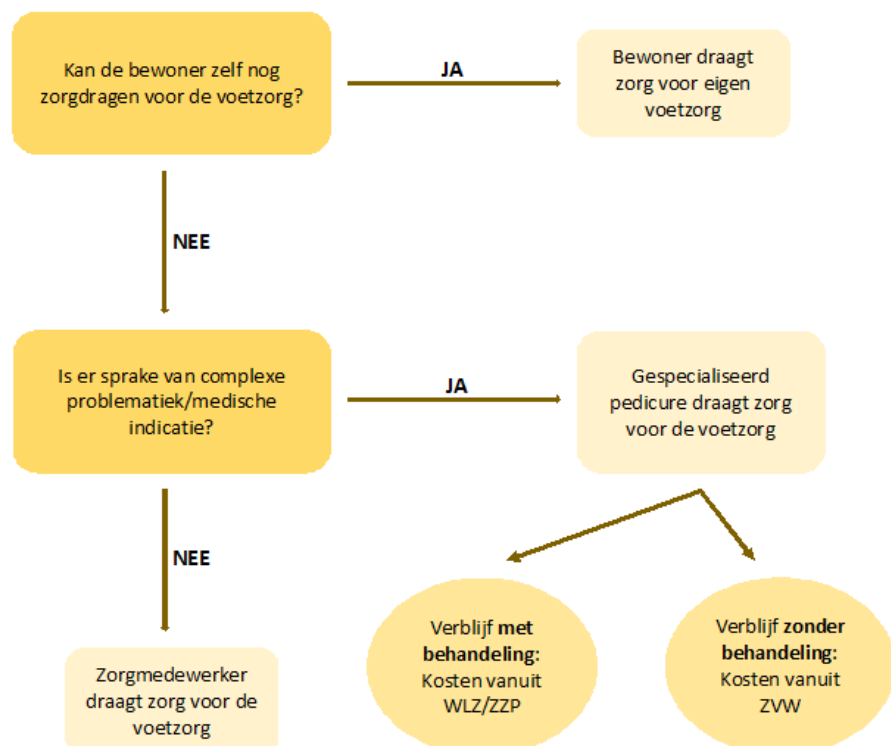 Kan de bewoner zelf nog
zorgdragen voor de voetzorg?
JA
Bewoner draagt
zorg voor eigen
voetzorg
NEE
Is er sprake van complexe
problematiek/medische
indicatie?
JA
Gespecialiseerd
pedicure draagt zorg
voor de voetzorg
NEE
Zorgmedewerker
draagt zorg voor de
voetzorg
Verblijf met
behandeling:
Kosten vanuit
WLZ/ZZP
Verblijf zonder
behandeling:
Kosten vanuit
ZVW